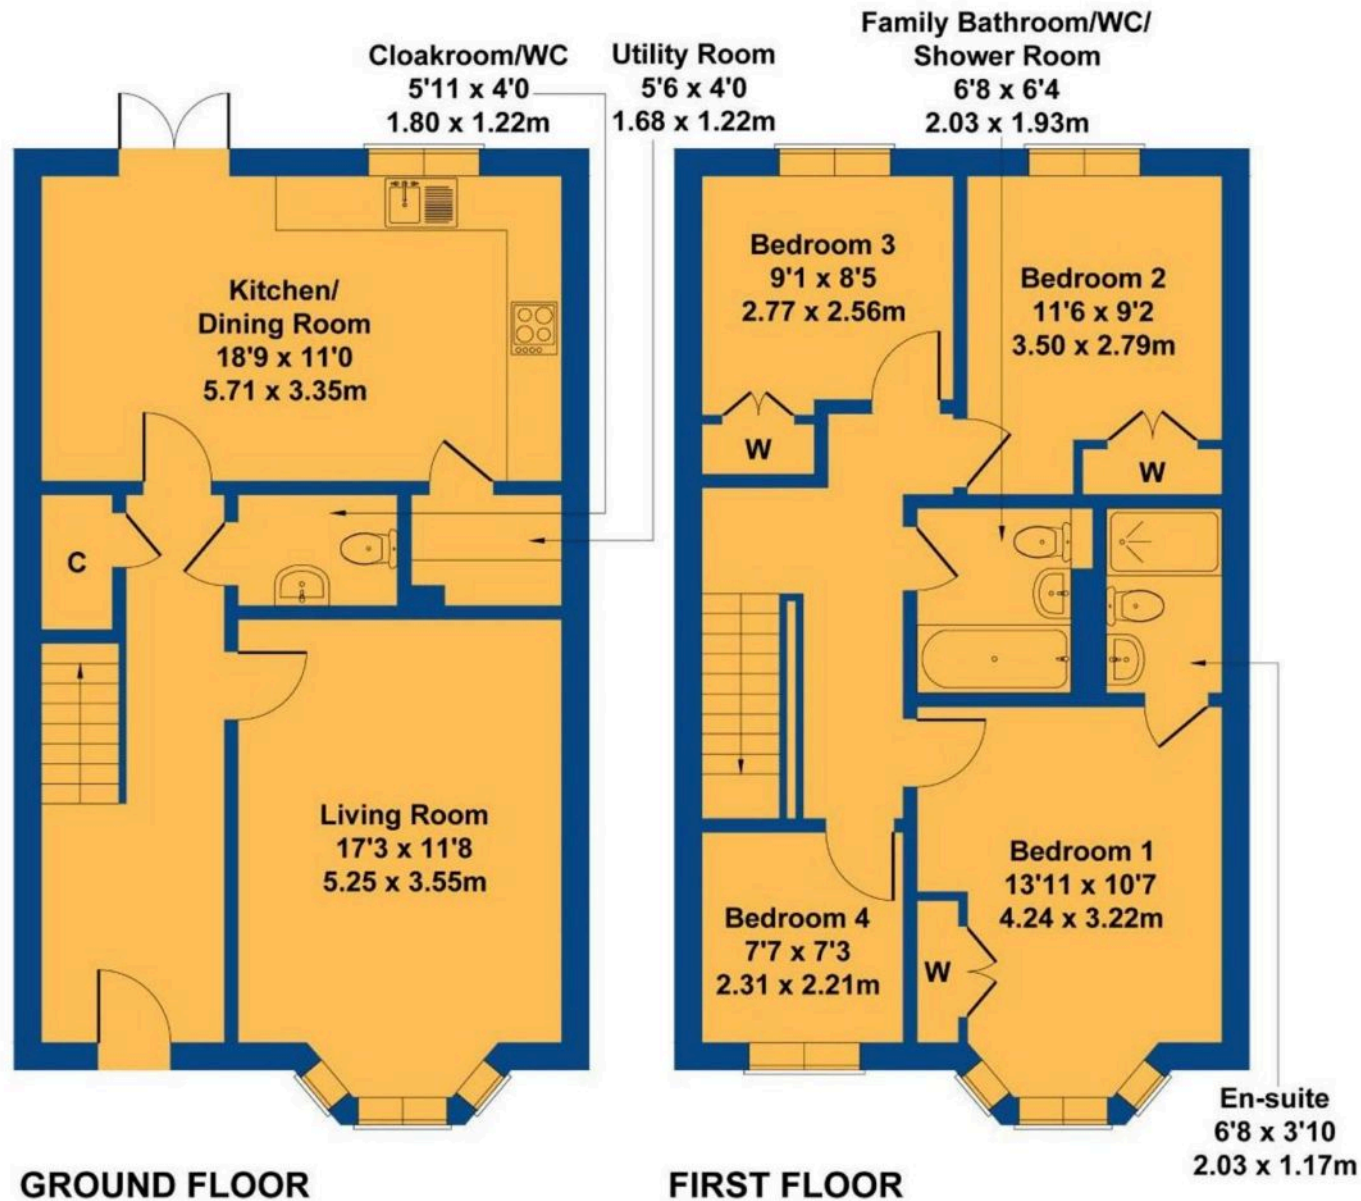 Cloakroom/WC
5'11 x 4'0
1.80 x 1.22m
Utility Room
5'6 x 4'0
1.68 x 1.22m
Family Bathroom/WC/
Shower Room
6'8 x 6'4
2.03 x 1.93m
Kitchen/
Dining Room
18'9 x 11'0
5.71 x 3.35m
C
Living Room
17'3 x 11'8
5.25 x 3.55m
GROUND FLOOR
Bedroom 3
9'1 x 8'5
2.77 x 2.56m
W
Bedroom 2
11'6 x 9'2
3.50 x 2.79m
W
Bedroom 1
13'11 x 10'7
4.24 x 3.22m
W
Bedroom 4
7'7 x 7'3
2.31 x 2.21m
En-suite
6'8 x 3'10
2.03 x 1.17m
FIRST FLOOR